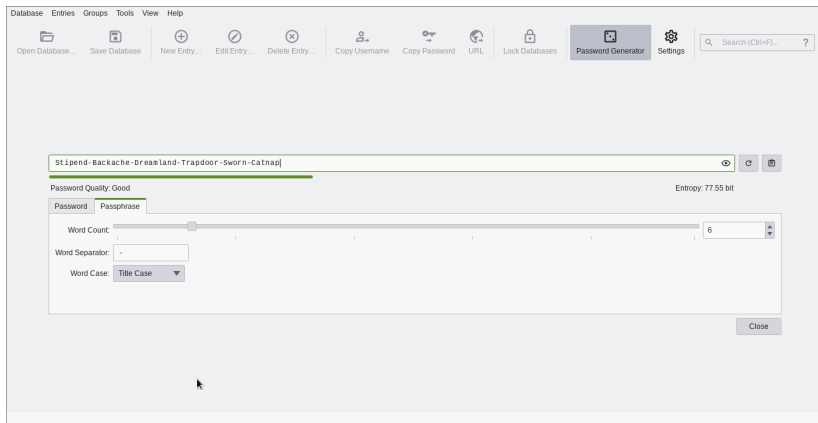 Database Entries Groups Tools View Help
Open Database... Save Database New Entry... Edit Entry... Delete Entry... Copy Username Copy Password URL Lock Databases Password Generator Settings Search (Ctrl+F)... ?
Stipend-Backache-Dreamland-Trapdoor-Sworn-Catnap
Password Quality: Good Entropy: 77.55 bit
Password Passphrase
Word Count: 6
Word Separator: -
Word Case: Title Case
Close